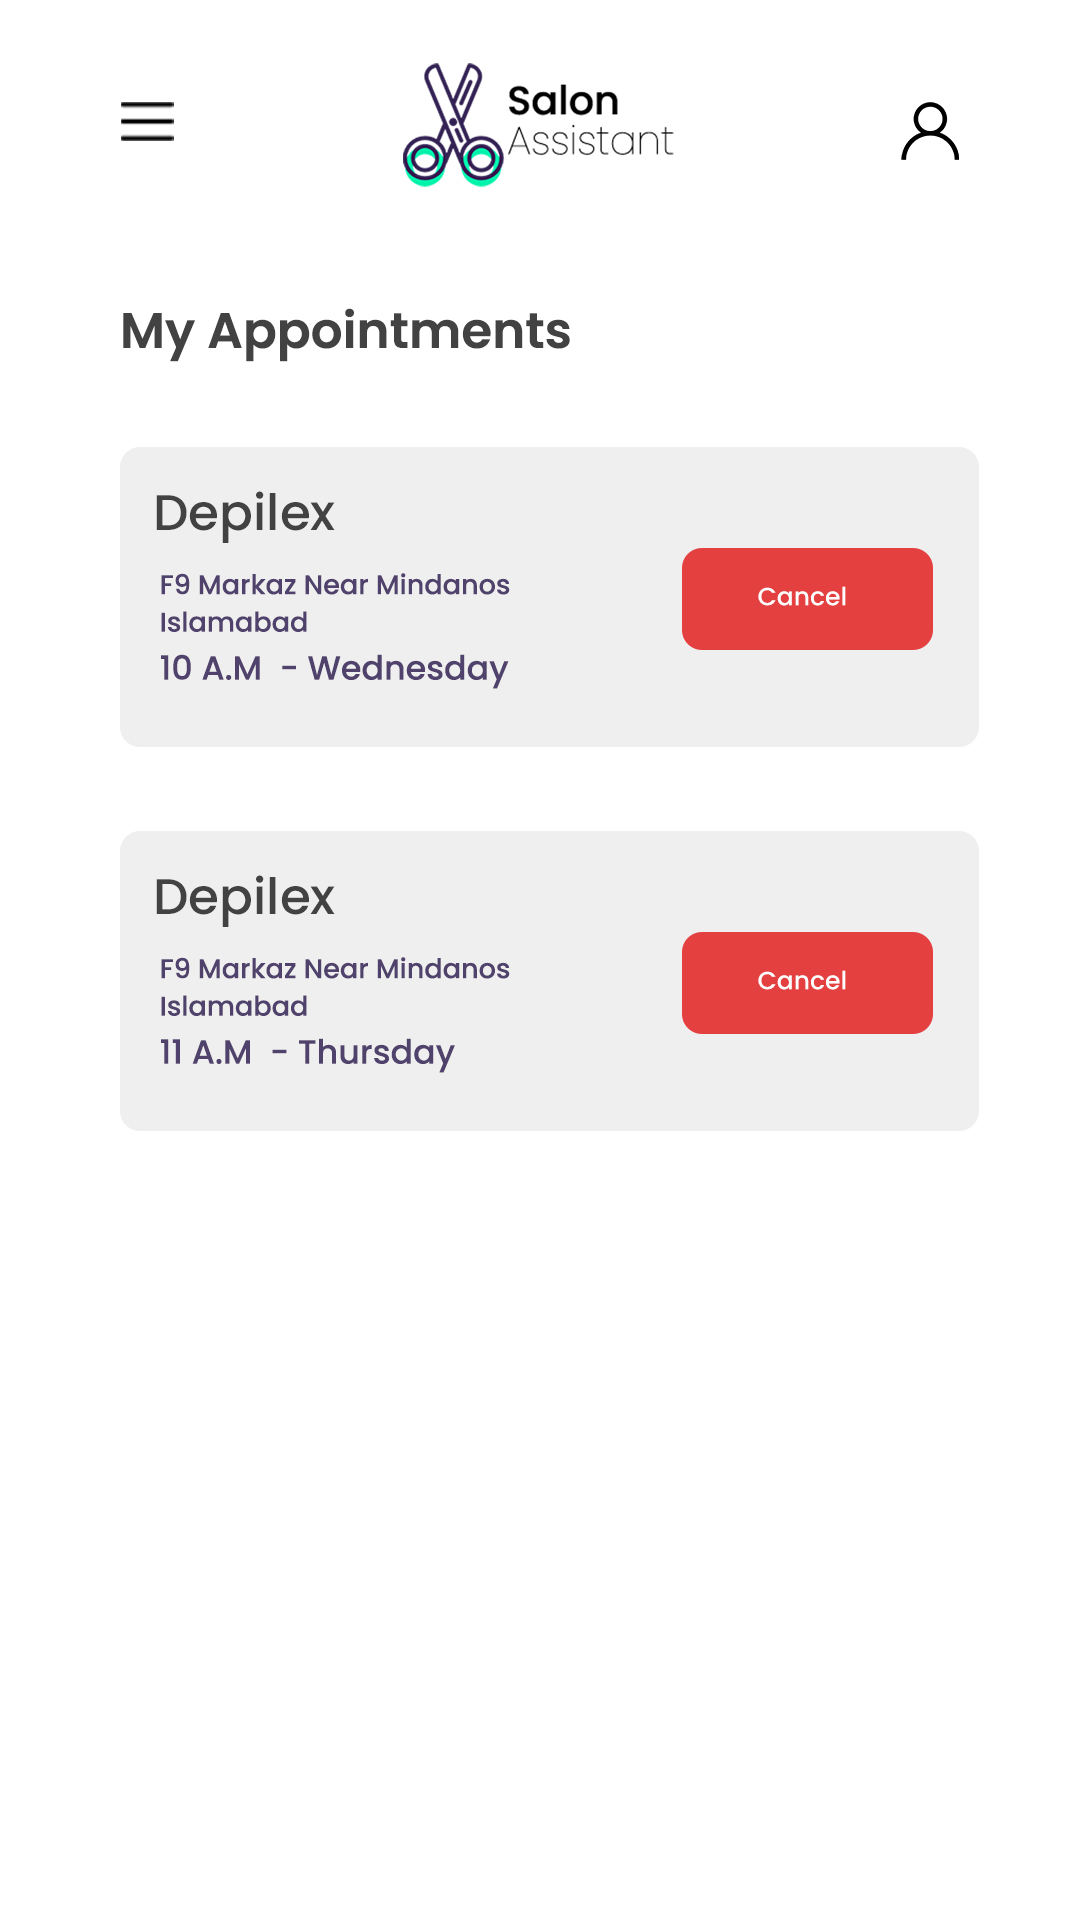 Salon
Assistant
My Appointments
Depilex
F9 Markaz Near Mindanos
Islamabad
10 A.M  - Wednesday
Cancel
Depilex
F9 Markaz Near Mindanos
Islamabad
11 A.M  - Thursday
Cancel